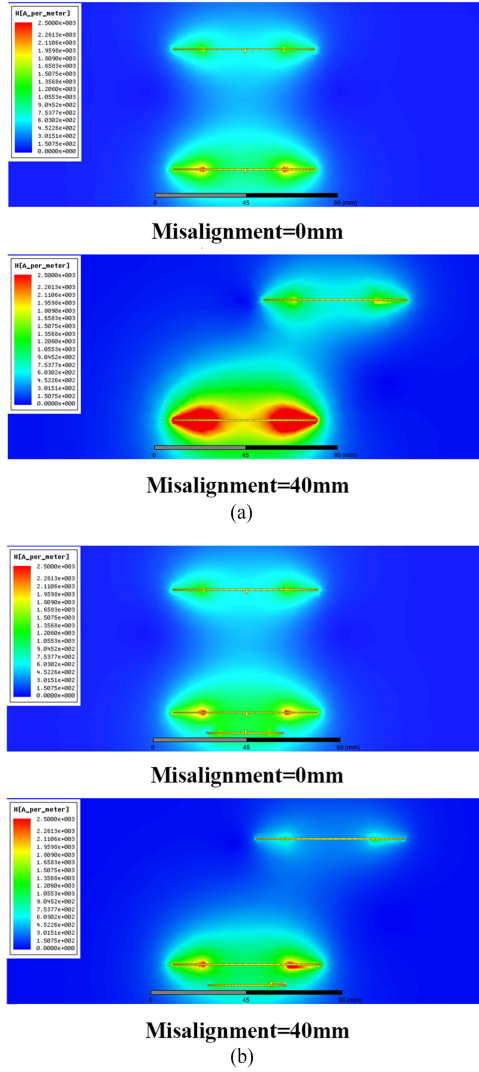 H[A_per_meter]
2.5000e+003
2.2613e+003
2.1106e+003
1.9598e+003
1.8090e+003
1.6583e+003
1.5075e+003
1.3568e+003
1.2060e+003
1.0553e+003
9.0452e+002
7.5377e+002
6.0302e+002
4.5226e+002
3.0151e+002
1.5075e+002
0.0000e+000
0 45 90 (mm)
Misalignment=0mm
H[A_per_meter]
2.5000e+003
2.2613e+003
2.1106e+003
1.9598e+003
1.8090e+003
1.6583e+003
1.5075e+003
1.3568e+003
1.2060e+003
1.0553e+003
9.0452e+002
7.5377e+002
6.0302e+002
4.5226e+002
3.0151e+002
1.5075e+002
0.0000e+000
0 45 90 (mm)
Misalignment=40mm
(a)
H[A_per_meter]
2.5000e+003
2.2613e+003
2.1106e+003
1.9598e+003
1.8090e+003
1.6583e+003
1.5075e+003
1.3568e+003
1.2060e+003
1.0553e+003
9.0452e+002
7.5377e+002
6.0302e+002
4.5226e+002
3.0151e+002
1.5075e+002
0.0000e+000
0 45 90 (mm)
Misalignment=0mm
H[A_per_meter]
2.5000e+003
2.2613e+003
2.1106e+003
1.9598e+003
1.8090e+003
1.6583e+003
1.5075e+003
1.3568e+003
1.2060e+003
1.0553e+003
9.0452e+002
7.5377e+002
6.0302e+002
4.5226e+002
3.0151e+002
1.5075e+002
0.0000e+000
0 45 90 (mm)
Misalignment=40mm
(b)